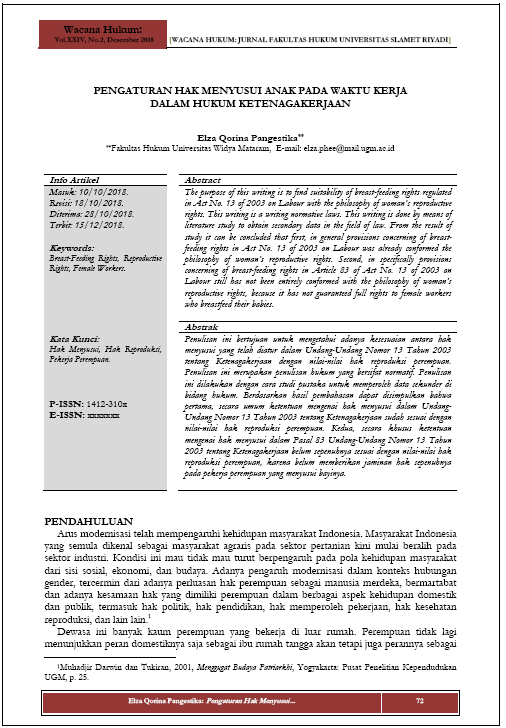 Wacana Hukum:
Vol.XXIV, No.2, Desember 2018
[WACANA HUKUM: JURNAL FAKULTAS HUKUM UNIVERSITAS SLAMET RIYADI]
PENGATURAN HAK MENYUSUI ANAK PADA WAKTU KERJA
DALAM HUKUM KETENAGAKERJAAN
Elza Qorina Pangestika**
**Fakultas Hukum Universitas Widya Mataram, E-mail: elza.phee@mail.ugm.ac.id
Info Artikel
Masuk: 10/10/2018.
Revisi: 18/10/2018.
Diterima: 28/10/2018.
Terbit: 15/12/2018.
Keywords:
Breast-Feeding Rights, Reproductive
Rights, Female Workers.
Abstract
The purpose of this writing is to find suitability of breast-feeding rights regulated
in Act No. 13 of 2003 on Labour with the philosophy of woman's reproductive
rights. This writing is a writing normative laws. This writing is done by means of
literature study to obtain secondary data in the field of law. From the result of
study it can be concluded that first, in general provisions concerning of breast-
feeding rights in Act No. 13 of 2003 on Labour was already conformed the
philosophy of woman's reproductive rights. Second, in specifically provisions
concerning of breast-feeding rights in Article 83 of Act No. 13 of 2003 on
Labour still has not been entirely conformed with the philosophy of woman's
reproductive rights, because it has not guaranteed full rights to female workers
who breastfeed their babies.
Kata Kunci:
Hak Menyusui, Hak Reproduksi,
Pekerja Perempuan.
P-ISSN: 1412-310x
E-ISSN: xxxxxxx
Abstrak
Penulisan ini bertujuan untuk mengetahui adanya kesesuaian antara hak
menyusui yang telah diatur dalam Undang-Undang Nomor 13 Tahun 2003
tentang Ketenagakerjaan dengan nilai-nilai hak reproduksi perempuan.
Penulisan ini merupakan penulisan hukum yang bersifat normatif. Penulisan
ini dilakukan dengan cara studi pustaka untuk memperoleh data sekunder di
bidang hukum. Berdasarkan hasil pembahasan dapat disimpulkan bahwa
pertama, secara umum ketentuan mengenai hak menyusui dalam Undang-
Undang Nomor 13 Tahun 2003 tentang Ketenagakerjaan sudah sesuai dengan
nilai-nilai hak reproduksi perempuan. Kedua, secara khusus ketentuan
mengenai hak menyusui dalam Pasal 83 Undang-Undang Nomor 13 Tahun
2003 tentang Ketenagakerjaan belum sepenuhnya sesuai dengan nilai-nilai hak
reproduksi perempuan, karena belum memberikan jaminan hak sepenuhnya
pada pekerja perempuan yang menyusui bayinya.
PENDAHULUAN
Arus modernisasi telah mempengaruhi kehidupan masyarakat Indonesia. Masyarakat Indonesia
yang semula dikenal sebagai masyarakat agraris pada sektor pertanian kini mulai beralih pada
sektor industri. Kondisi ini mau tidak mau turut berpengaruh pada pola kehidupan masyarakat
dari sisi sosial, ekonomi, dan budaya. Adanya pengaruh modernisasi dalam konteks hubungan
gender, tercermin dari adanya perluasan hak perempuan sebagai manusia merdeka, bermartabat
dan adanya kesamaan hak yang dimiliki perempuan dalam berbagai aspek kehidupan domestik
dan publik, termasuk hak politik, hak pendidikan, hak memperoleh pekerjaan, hak kesehatan
reproduksi, dan lain lain.1
Dewasa ini banyak kaum perempuan yang bekerja di luar rumah. Perempuan tidak lagi
menunjukkan peran domestiknya saja sebagai ibu rumah tangga akan tetapi juga perannya sebagai
1Muhadjir Darwin dan Tukiran, 2001, Menggugat Budaya Patriarkhi, Yogyakarta: Pusat Penelitian Kependudukan
UGM, p. 25.
Elza Qorina Pangestika: Pengaturan Hak Menyusui...
72